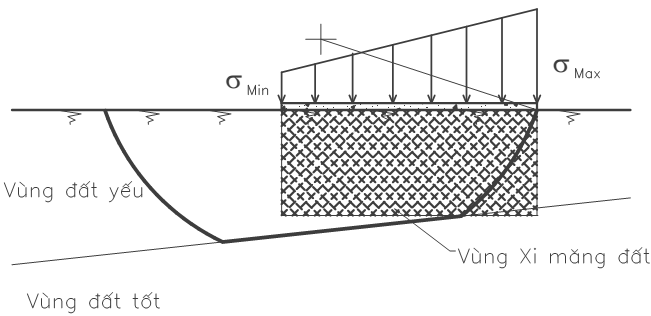 σ Min
σ Max
Vùng đất yếu
Vùng Xi măng đất
Vùng đất tốt